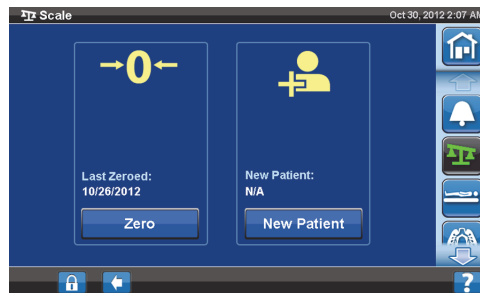 Scale
Oct 30, 2012 2:07 AM
→0←
Last Zeroed:
10/26/2012
Zero
New Patient:
N/A
New Patient
?